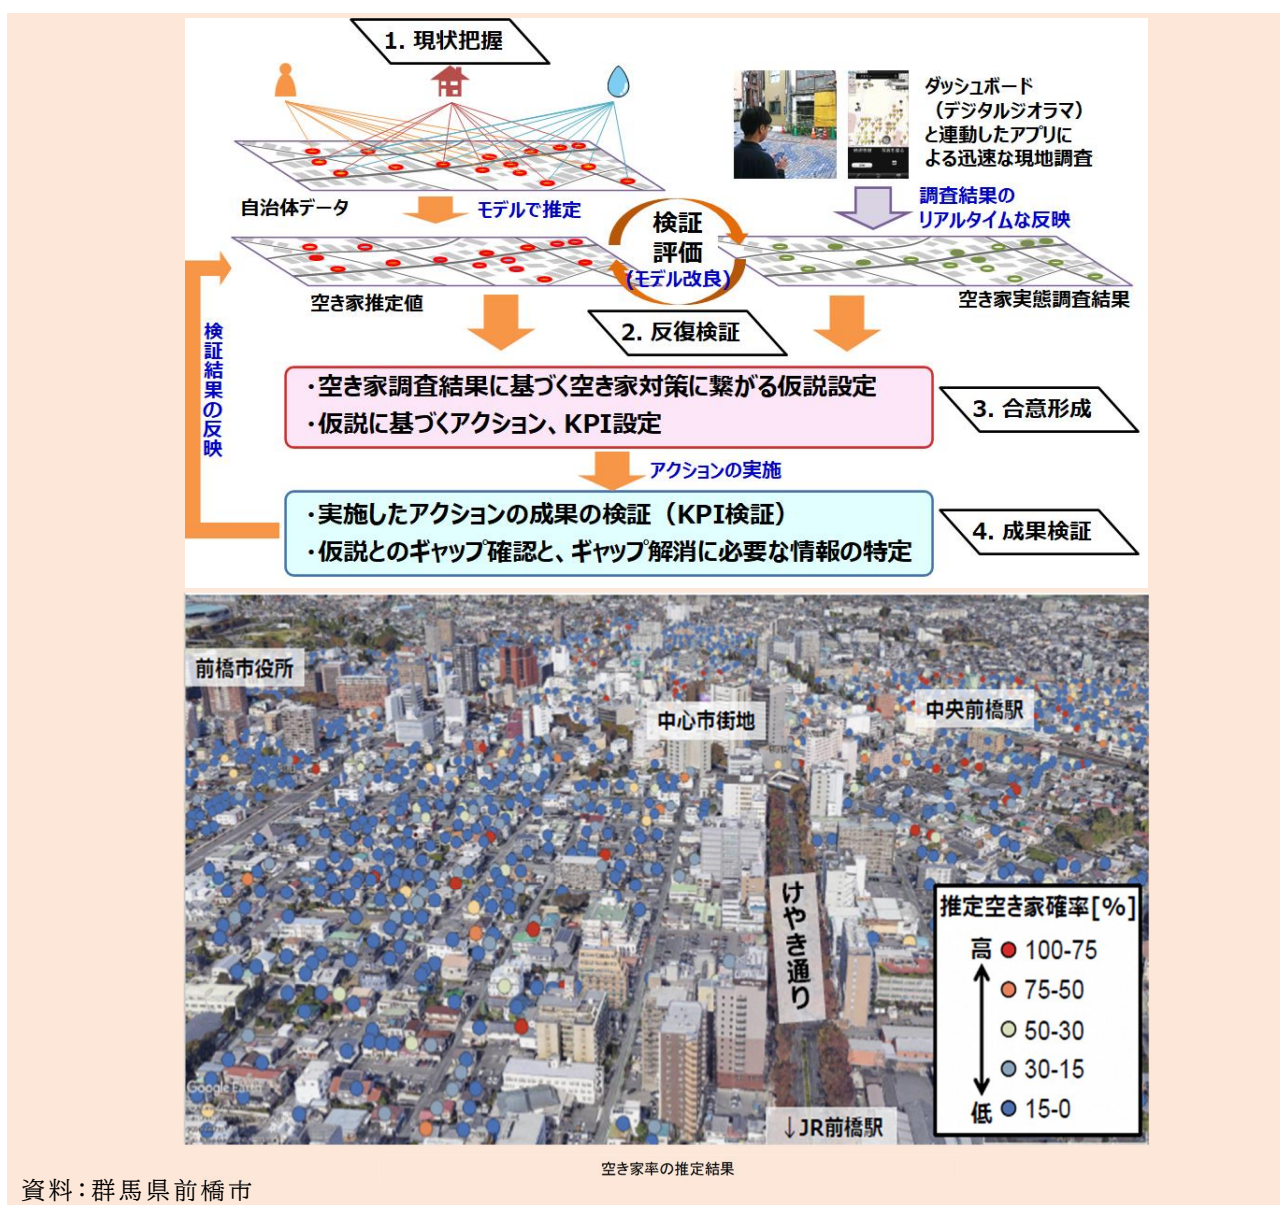 1. 現状把握
ダッシュボード
（デジタルジオラマ）
と連動したアプリに
よる迅速な現地調査
自治体データ
モデルで推定
調査結果の
リアルタイムな反映
検証
評価
(モデル改良)
空き家推定値
空き家実態調査結果
2. 反復検証
検証結果の反映
・空き家調査結果に基づく空き家対策に繋がる仮説設定
・仮説に基づくアクション、KPI設定
3. 合意形成
アクションの実施
・実施したアクションの成果の検証（KPI検証）
・仮説とのギャップ確認と、ギャップ解消に必要な情報の特定
4. 成果検証
前橋市役所
中心市街地
中央前橋駅
けやき通り
推定空き家確率[%]
高
100-75
75-50
50-30
30-15
低
15-0
Google Earth
↓JR前橋駅
空き家率の推定結果
資料：群馬県前橋市